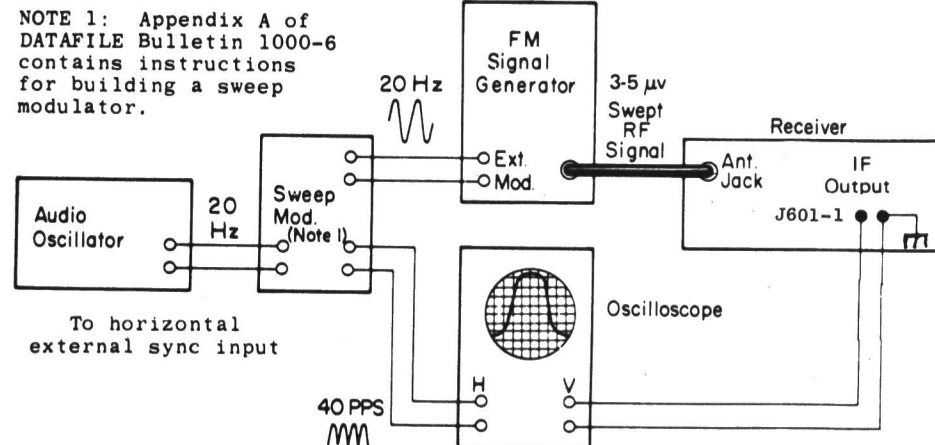 NOTE 1: Appendix A of
DATAFILE Bulletin 1000-6
contains instructions
for building a sweep
modulator.
20 Hz
FM
Signal
Generator
Ext.
Mod.
3-5 μv
Swept
RF
Signal
Receiver
Ant.
Jack
IF
Output
J601-1
Audio
Oscillator
20
Hz
Sweep
Mod.
(Note 1)
To horizontal
external sync input
Oscilloscope
H
V
40 PPS